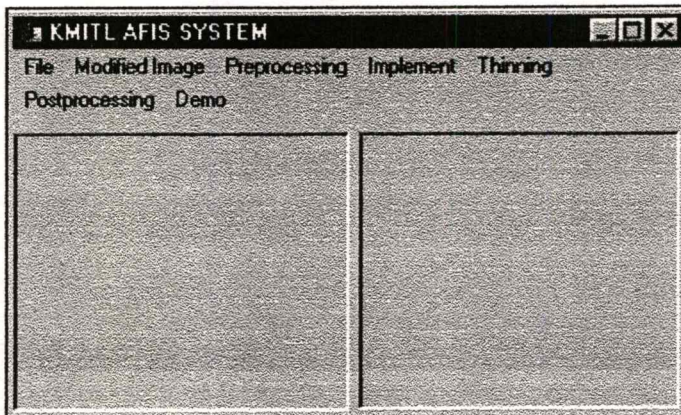 KMITL AFIS SYSTEM
File Modified Image Preprocessing Implement Thinning
Postprocessing Demo